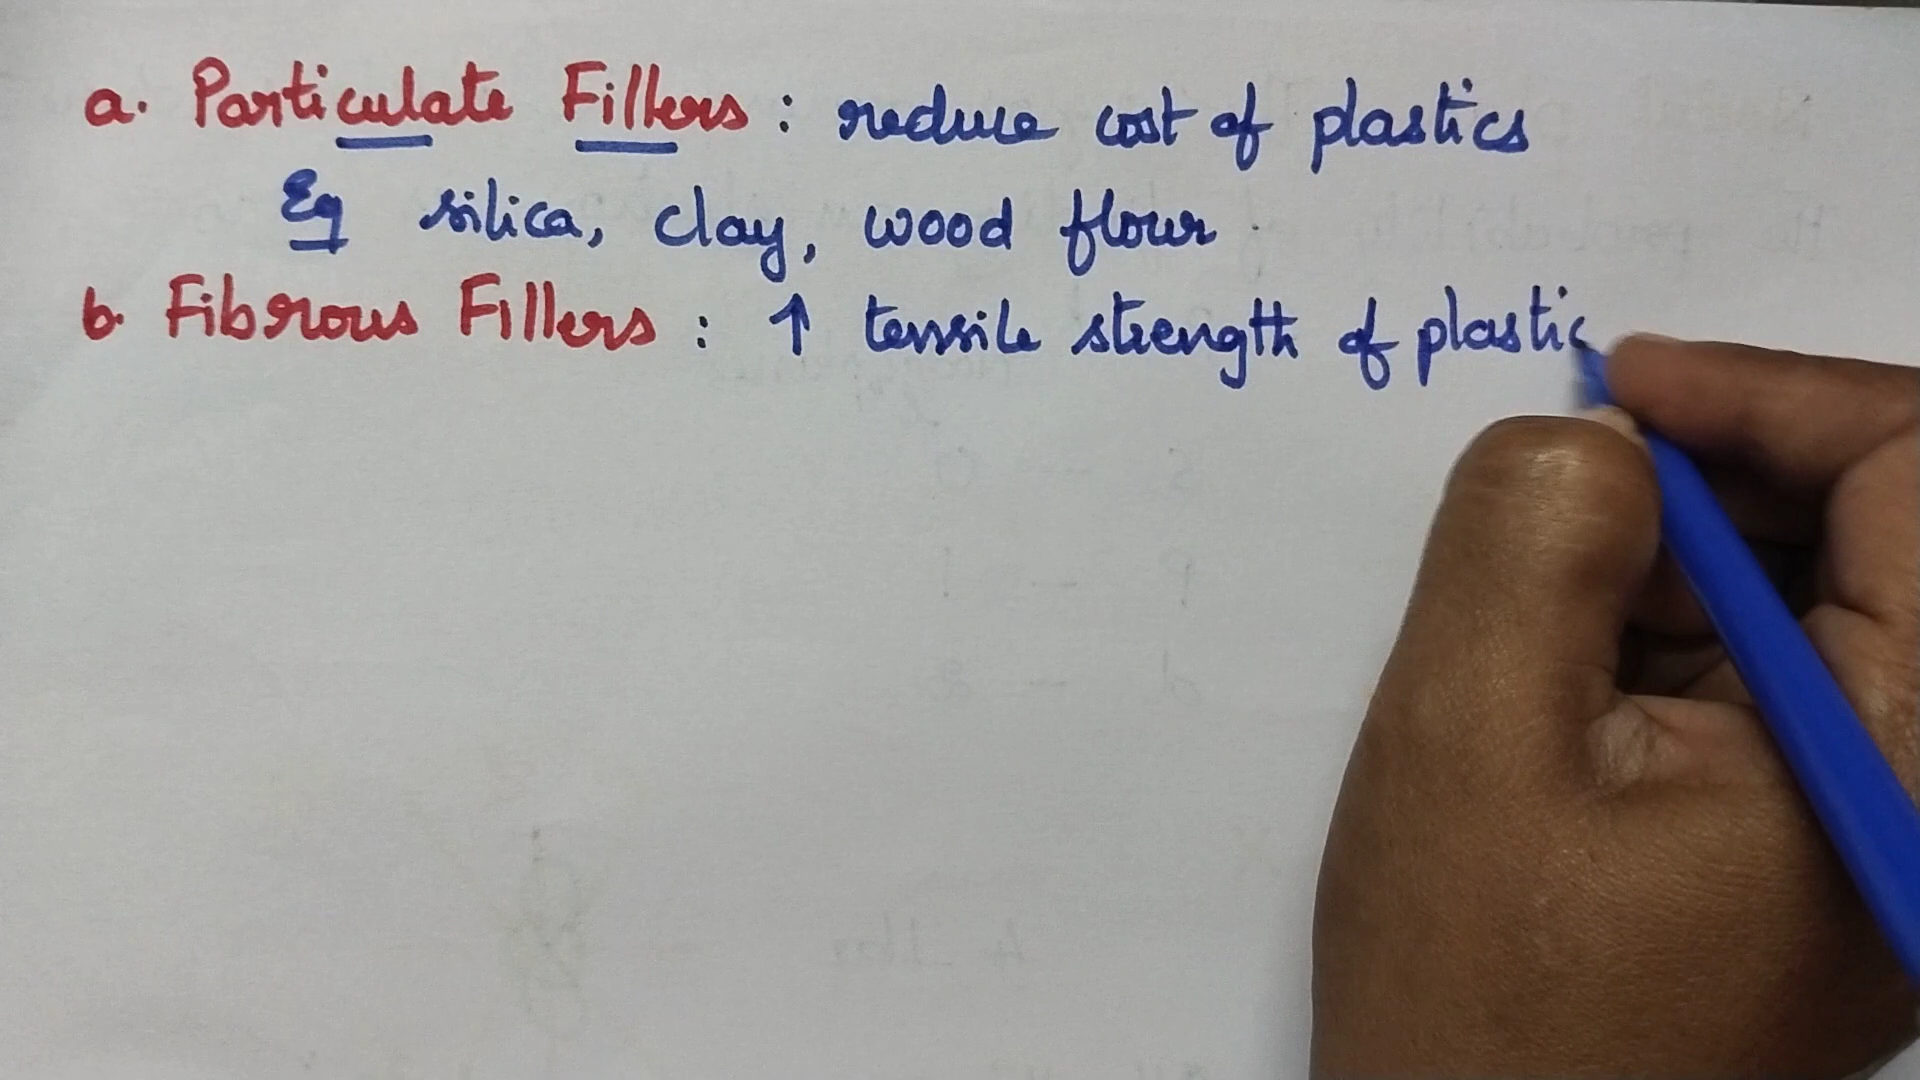 a. Particulate Fillers : reduce cost of plastics
Eg silica, clay, wood flour
b. Fibrous Fillers : ↑ tensile strength of plastic